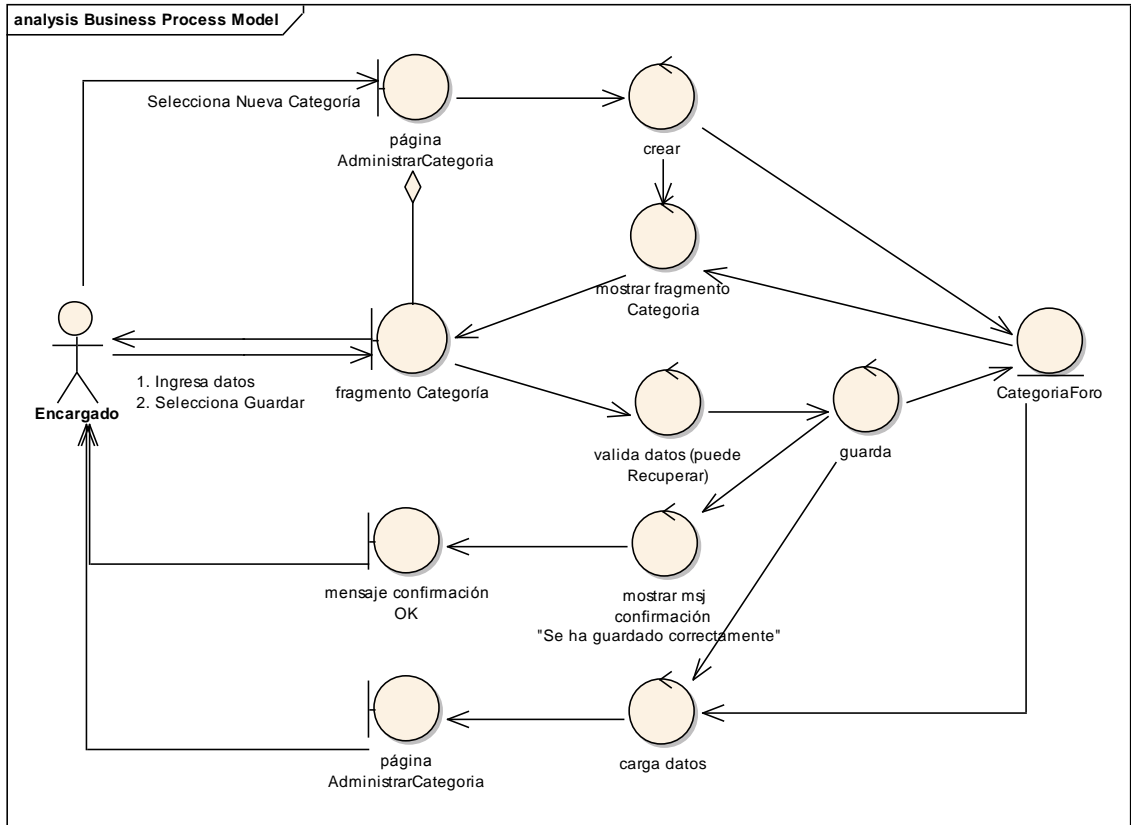 analysis Business Process Model
Selecciona Nueva Categoría
página
AdministrarCategoria
crear
mostrar fragmento
Categoria
1. Ingresa datos
2. Selecciona Guardar
Encargado
fragmento Categoría
CategoriaForo
valida datos (puede
Recuperar)
guarda
mensaje confirmación
OK
mostrar msj
confirmación
"Se ha guardado correctamente"
página
AdministrarCategoria
carga datos